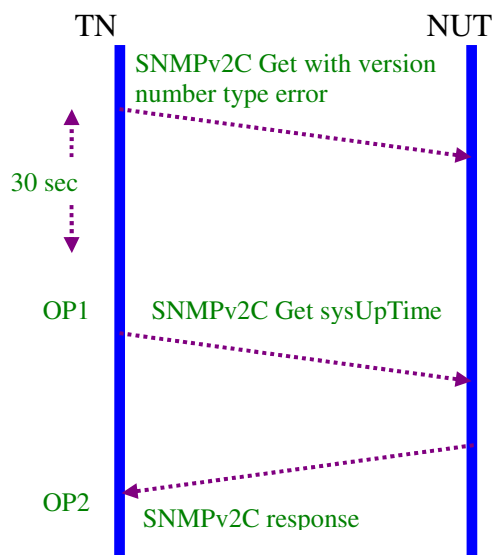 TN NUT
SNMPv2C Get with version
number type error
30 sec
OP1 SNMPv2C Get sysUpTime
OP2
SNMPv2C response